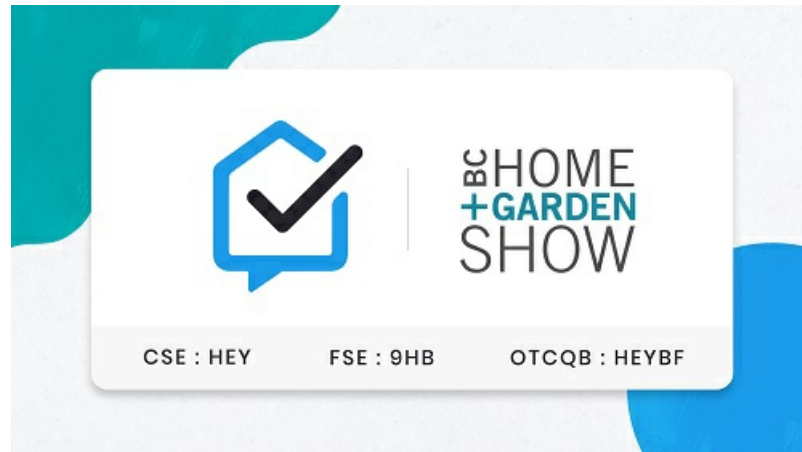 BC HOME
+GARDEN
SHOW
CSE : HEY FSE : 9HB OTCQB : HEYBF